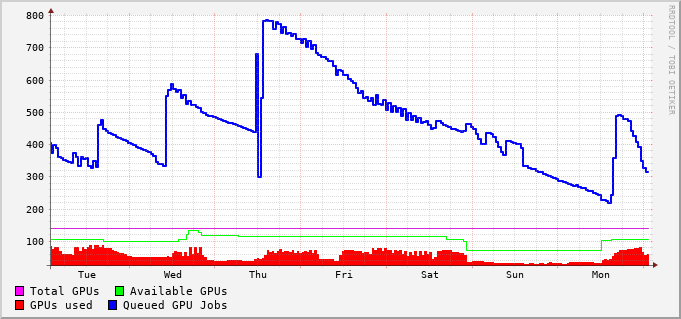 800
700
600
500
400
300
200
100
Tue Wed Thu Fri Sat Sun Mon
Total GPUs Available GPUs
GPUs used Queued GPU Jobs
RRDTOOL / TOBI OETIKER